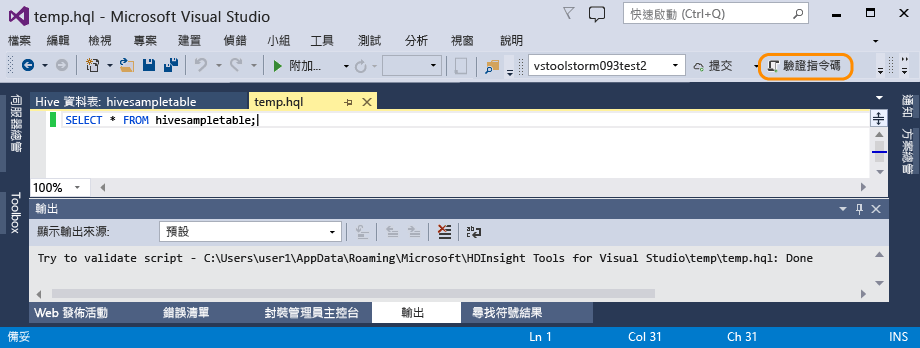 temp.hql - Microsoft Visual Studio
快速啟動 (Ctrl+Q)
檔案 編輯 檢視 專案 建置 偵錯 小組 工具 測試 分析 視窗 說明
附加... vstoolstorm093test2 提交 驗證指令碼
伺服器總管
Toolbox
Hive 資料表: hivesampletable temp.hql
SELECT * FROM hivesampletable;
100%
通知
方案總管
輸出
顯示輸出來源: 預設
Try to validate script - C:\Users\user1\AppData\Roaming\Microsoft\HDInsight Tools for Visual Studio\temp\temp.hql: Done
Web 發佈活動 錯誤清單 封裝管理員主控台 輸出 尋找符號結果
備妥 Ln 1 Col 31 Ch 31 INS